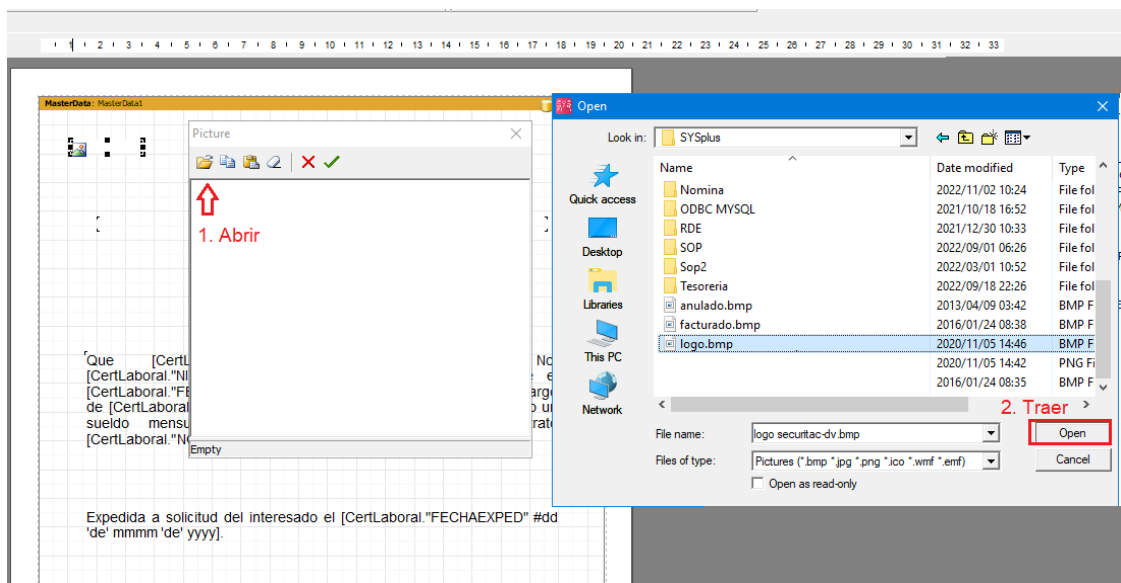 1 2 3 4 5 6 7 8 9 10 11 12 13 14 15 16 17 18 19 20 21 22 23 24 25 26 27 28 29 30 31 32 33
MasterData: MasterData1
Picture
1. Abrir
Empty
Que [CertL No
[CertLaboral."NI e
[CertLaboral."FE argo
de [CertLaboral o un
sueldo mensu trato
[CertLaboral."NO
Expedida a solicitud del interesado el [CertLaboral."FECHAEXPED" #dd
'de' mmmm 'de' yyyy].
SYS Open
Look in: SYSplus
Quick access
Desktop
Libraries
This PC
Network
Name Date modified Type
Nomina 2022/11/02 10:24 File fol
ODBC MYSQL 2021/10/18 16:52 File fol
RDE 2021/12/30 10:33 File fol
SOP 2022/09/01 06:26 File fol
Sop2 2022/03/01 10:52 File fol
Tesoreria 2022/09/18 22:26 File fol
anulado.bmp 2013/04/09 03:42 BMP F
facturado.bmp 2016/01/24 08:38 BMP F
logo.bmp 2020/11/05 14:46 BMP F
2020/11/05 14:42 PNG Fi
2016/01/24 08:35 BMP F
2. Traer
File name: logo securitac-dv.bmp Open
Files of type: Pictures (*.bmp *.jpg *.png *.ico *.wmf *.emf) Cancel
Open as read-only